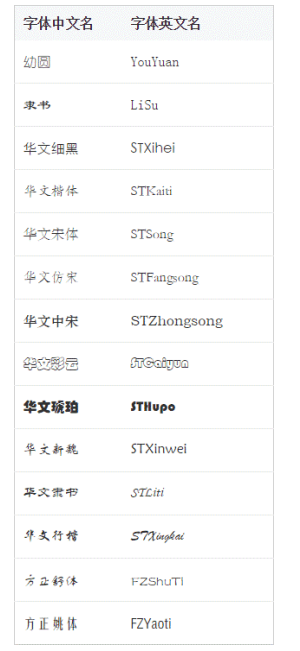 字体中文名 字体英文名
幼圆 YouYuan
隶书 LiSu
华文细黑 STXihei
华文楷体 STKaiti
华文宋体 STSong
华文仿宋 STFangsong
华文中宋 STZhongsong
华文彩云 STCaiyun
华文琥珀 STHupo
华文新魏 STXinwei
华文隶书 STLiti
华文行楷 STXingkai
方正舒体 FZShuTi
方正姚体 FZYaoti